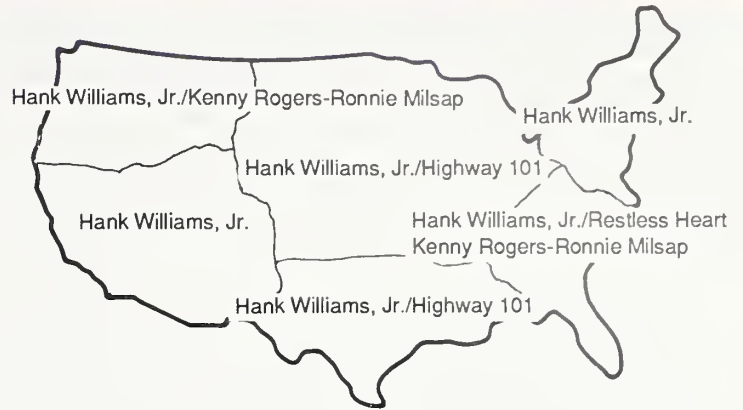 Hank Williams, Jr./Kenny Rogers-Ronnie Milsap
Hank Williams, Jr.
Hank Williams, Jr./Highway 101
Hank Williams, Jr.
Hank Williams, Jr./Restless Heart
Kenny Rogers-Ronnie Milsap
Hank Williams, Jr./Highway 101